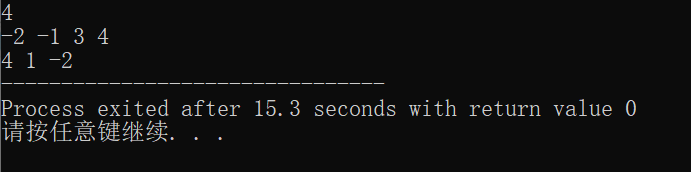 4
-2 -1 3 4
4 1 -2
--------------------------------
Process exited after 15.3 seconds with return value 0
请按任意键继续. . .